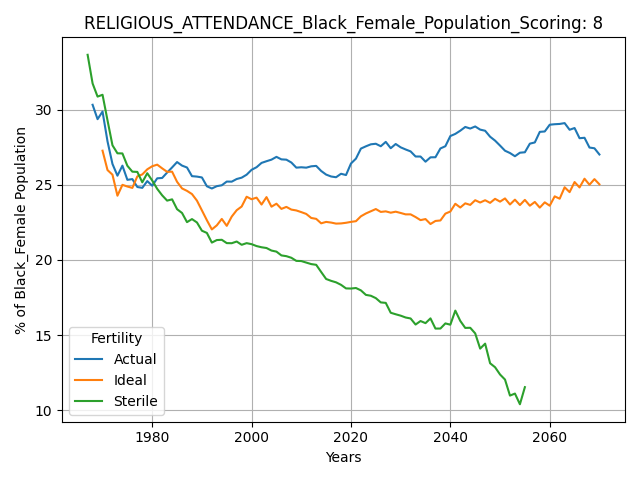 RELIGIOUS_ATTENDANCE_Black_Female_Population_Scoring: 8
% of Black_Female Population
30
25
20
15
10
Fertility
Actual
Ideal
Sterile
1980 2000 2020 2040 2060
Years